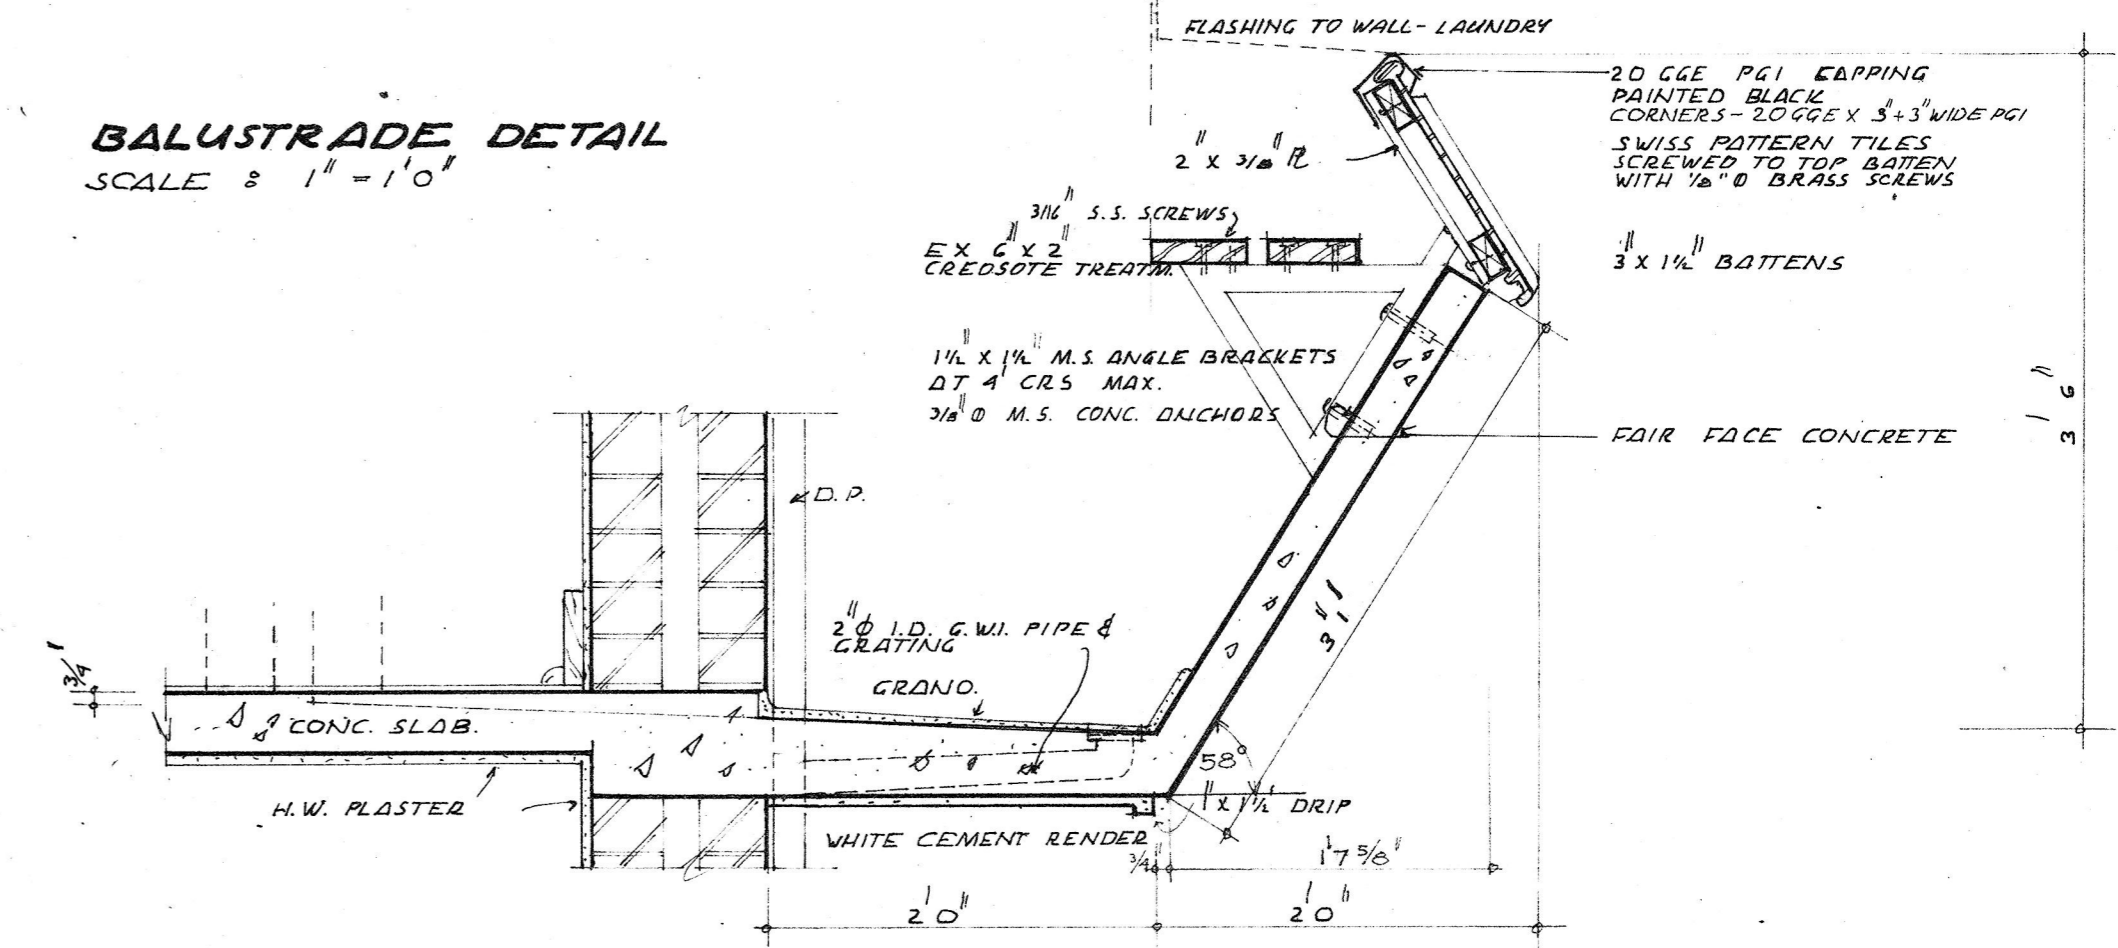 FLASHING TO WALL - LAUNDRY
BALUSTRADE DETAIL
SCALE : 1" = 1'0"
20 GGE PGI CAPPING
PAINTED BLACK
CORNERS - 20 GGE X 3"+3" WIDE PGI
SWISS PATTERN TILES
SCREWED TO TOP BATTEN
WITH 1/8" Ø BRASS SCREWS
2" X 3/8" PL
3/16" S.S. SCREWS
EX 6" X 2"
CREOSOTE TREATM.
3" X 1½" BATTENS
1½" X 1½" M.S. ANGLE BRACKETS
AT 4' CRS MAX.
3/8" Ø M.S. CONC. ANCHORS
3' 6"
FAIR FACE CONCRETE
D.P.
3' 1"
2" Ø I.D. G.W.I. PIPE &
GRATING
GRANO.
3/4"
CONC. SLAB.
58°
1" X 1½" DRIP
H.W. PLASTER
WHITE CEMENT RENDER
3/4"
1'7 5/8"
2'0"
2'0"